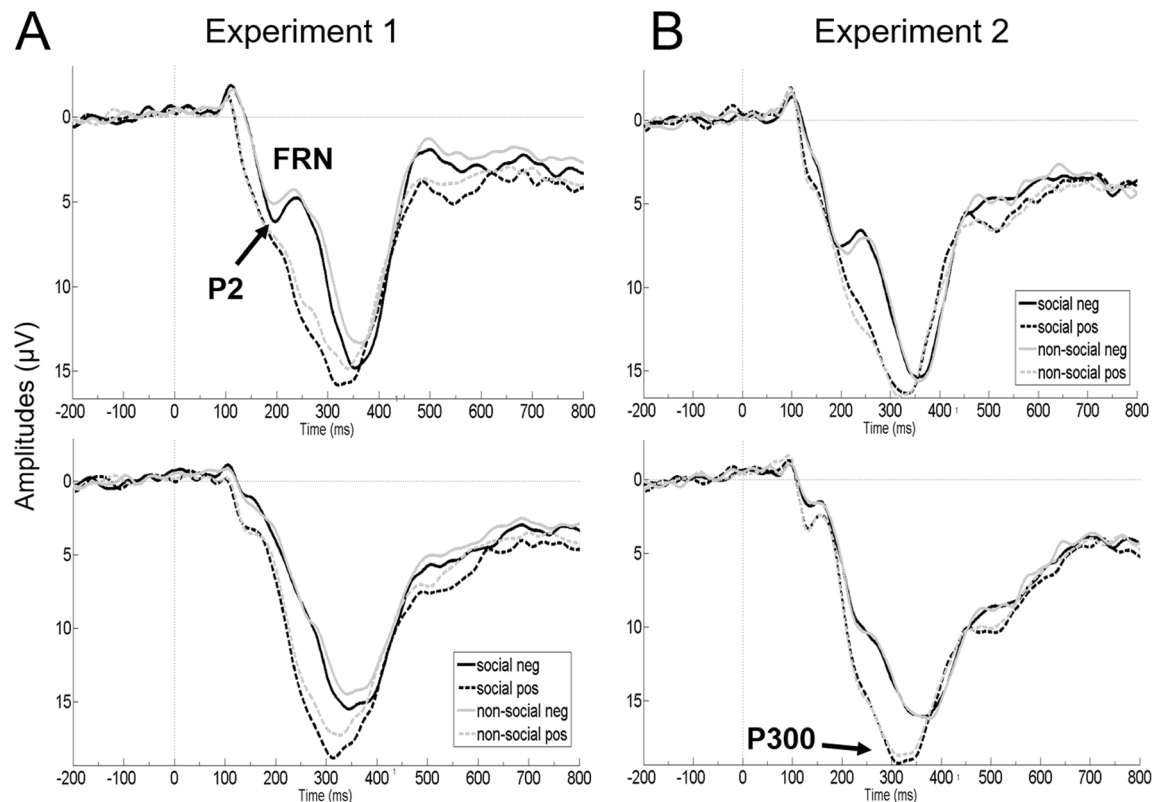 A
Experiment 1
B
Experiment 2
Amplitudes (µV)
0
5
10
15
FRN
P2
-200 -100 0 100 200 300 400 500 600 700 800
Time (ms)
0
5
10
15
social neg
social pos
non-social neg
non-social pos
-200 -100 0 100 200 300 400 500 600 700 800
Time (ms)
0
5
10
15
social neg
social pos
non-social neg
non-social pos
-200 -100 0 100 200 300 400 1 500 600 700 800
Time (ms)
0
5
10
15
P300
-200 -100 0 100 200 300 400 1 500 600 700 800
Time (ms)